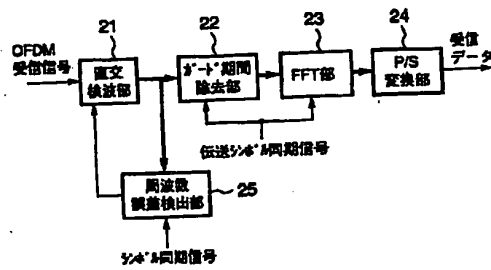 OFDM
受信信号
21
直交
検波部
22
ガード期間
除去部
23
FFT部
24
P/S
変換部
受信
データ
伝送シンボル同期信号
周波数
誤差検出部
25
シンボル同期信号